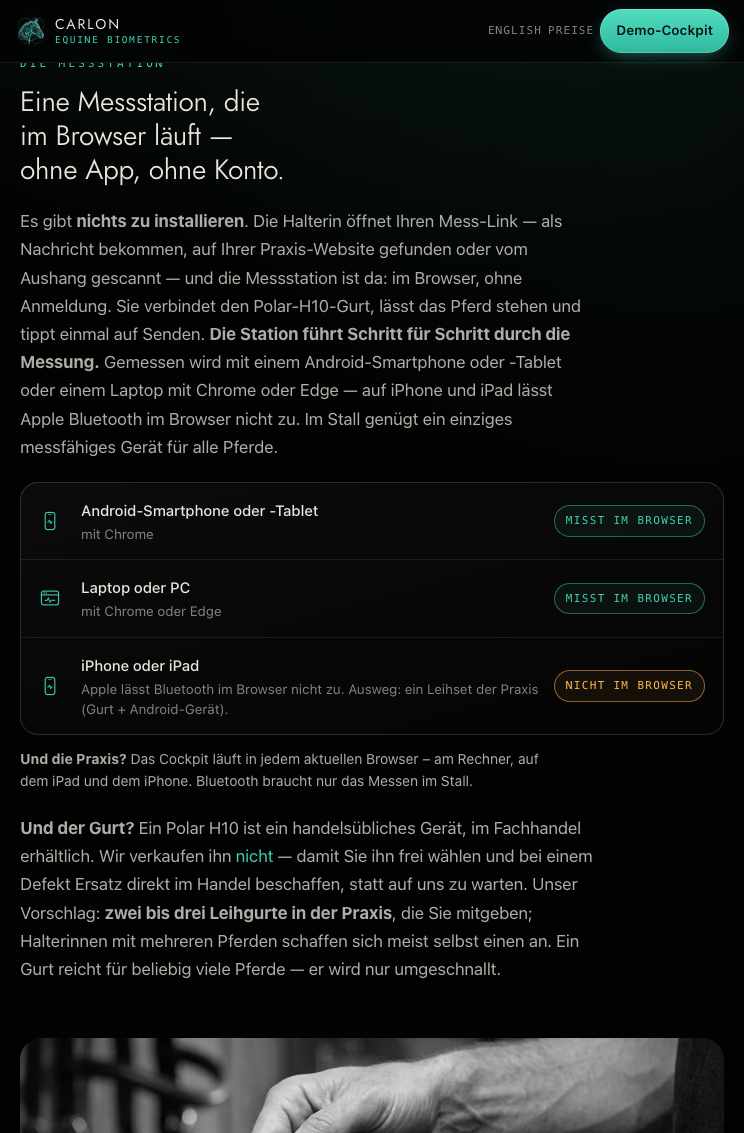 CARLON
EQUINE BIOMETRICS
ENGLISH PREISE Demo-Cockpit
DIE MESSSTATION
Eine Messstation, die
im Browser läuft —
ohne App, ohne Konto.
Es gibt nichts zu installieren. Die Halterin öffnet Ihren Mess-Link — als
Nachricht bekommen, auf Ihrer Praxis-Website gefunden oder vom
Aushang gescannt — und die Messstation ist da: im Browser, ohne
Anmeldung. Sie verbindet den Polar-H10-Gurt, lässt das Pferd stehen und
tippt einmal auf Senden. Die Station führt Schritt für Schritt durch die
Messung. Gemessen wird mit einem Android-Smartphone oder -Tablet
oder einem Laptop mit Chrome oder Edge — auf iPhone und iPad lässt
Apple Bluetooth im Browser nicht zu. Im Stall genügt ein einziges
messfähiges Gerät für alle Pferde.
Android-Smartphone oder -Tablet
mit Chrome
MISST IM BROWSER
Laptop oder PC
mit Chrome oder Edge
MISST IM BROWSER
iPhone oder iPad
Apple lässt Bluetooth im Browser nicht zu. Ausweg: ein Leihset der Praxis
(Gurt + Android-Gerät).
NICHT IM BROWSER
Und die Praxis? Das Cockpit läuft in jedem aktuellen Browser – am Rechner, auf
dem iPad und dem iPhone. Bluetooth braucht nur das Messen im Stall.
Und der Gurt? Ein Polar H10 ist ein handelsübliches Gerät, im Fachhandel
erhältlich. Wir verkaufen ihn nicht — damit Sie ihn frei wählen und bei einem
Defekt Ersatz direkt im Handel beschaffen, statt auf uns zu warten. Unser
Vorschlag: zwei bis drei Leihgurte in der Praxis, die Sie mitgeben;
Halterinnen mit mehreren Pferden schaffen sich meist selbst einen an. Ein
Gurt reicht für beliebig viele Pferde — er wird nur umgeschnallt.